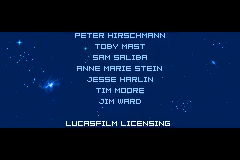 PETER HIRSCHMANN
TOBY MAST
SAM SALIBA
ANNE MARIE STEIN
JESSE HARLIN
TIM MOORE
JIM WARD
LUCASFILM LICENSING